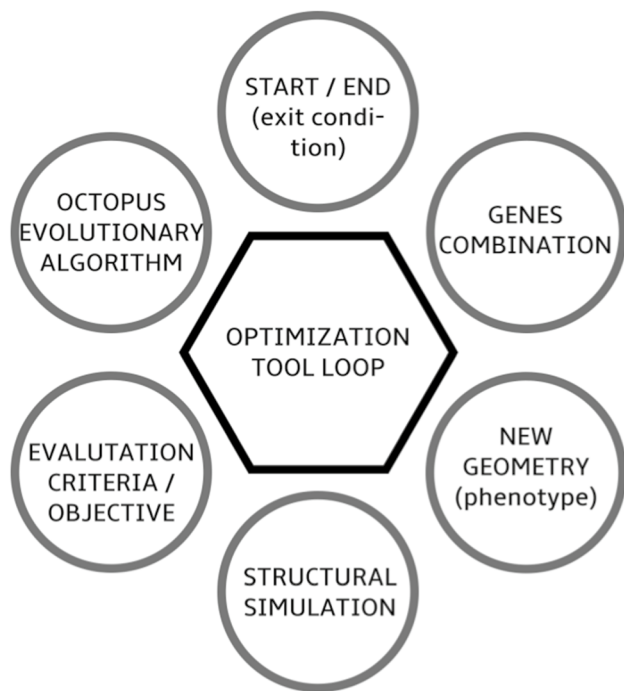 START / END
(exit condi-
tion)
OCTOPUS
EVOLUTIONARY
ALGORITHM
GENES
COMBINATION
OPTIMIZATION
TOOL LOOP
EVALUTATION
CRITERIA /
OBJECTIVE
NEW
GEOMETRY
(phenotype)
STRUCTURAL
SIMULATION